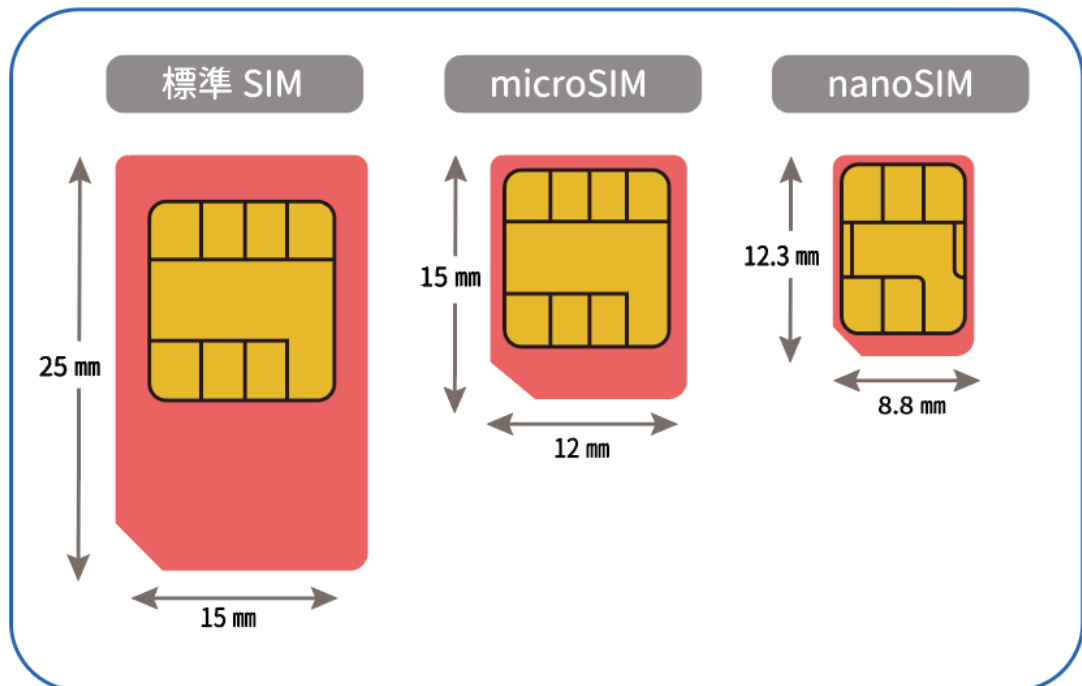 標準 SIM
microSIM
nanoSIM
25 ㎜
15 ㎜
15 ㎜
12 ㎜
12.3 ㎜
8.8 ㎜